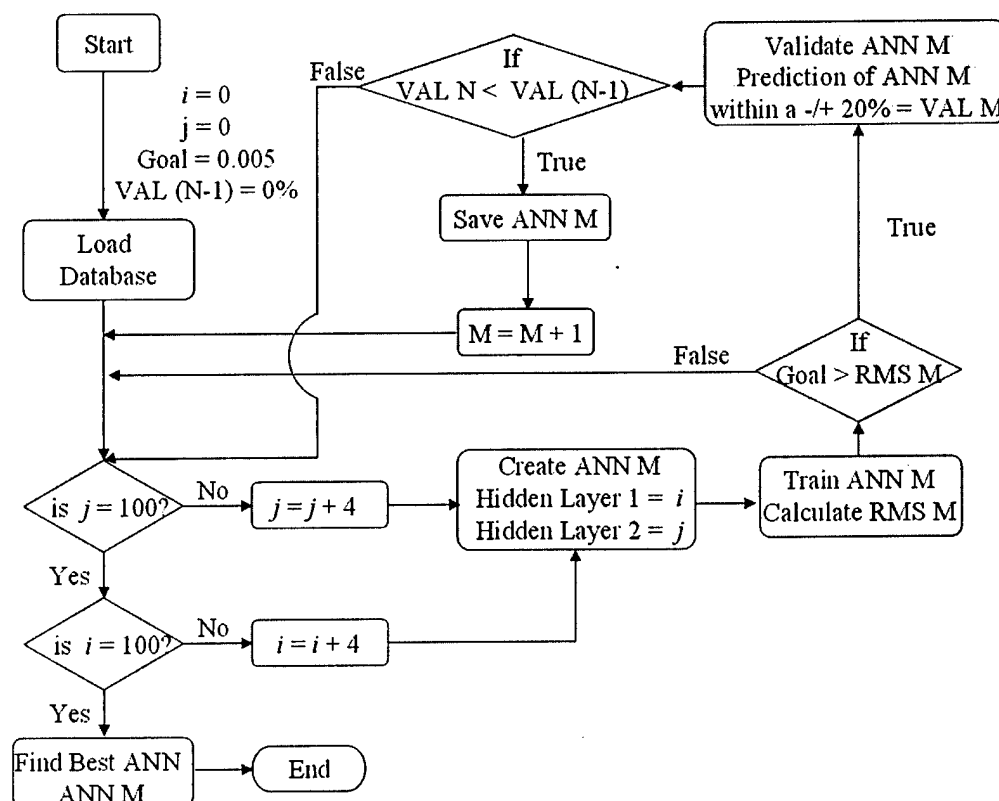 Start
i = 0
j = 0
Goal = 0.005
VAL (N-1) = 0%
Load
Database
False
If
VAL N < VAL (N-1)
True
Save ANN M
M = M + 1
Validate ANN M
Prediction of ANN M
within a -/+ 20% = VAL M
True
False
If
Goal > RMS M
is j = 100?
No
j = j + 4
Create ANN M
Hidden Layer 1 = i
Hidden Layer 2 = j
Train ANN M
Calculate RMS M
Yes
is i = 100?
No
i = i + 4
Yes
Find Best ANN
ANN M
End